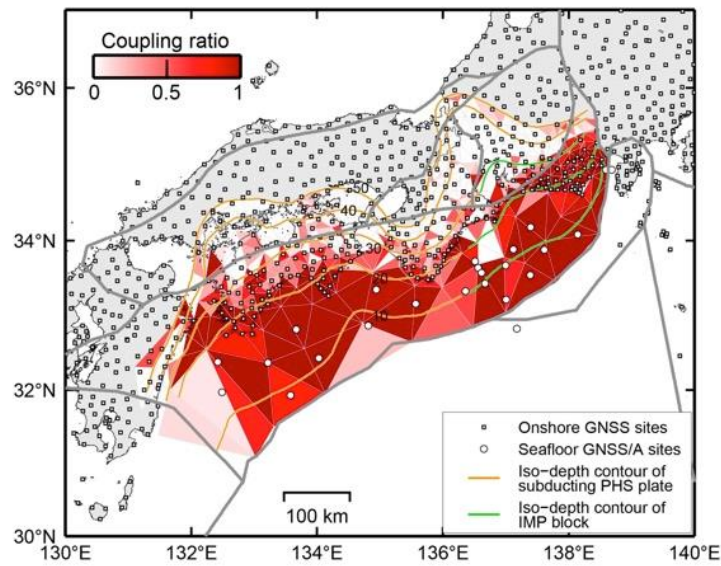 Coupling ratio
0 0.5 1
36°N
34°N
32°N
30°N
50
40
30
20
10
Onshore GNSS sites
Seafloor GNSS/A sites
Iso-depth contour of
subducting PHS plate
Iso-depth contour of
IMP block
100 km
130°E 132°E 134°E 136°E 138°E 140°E